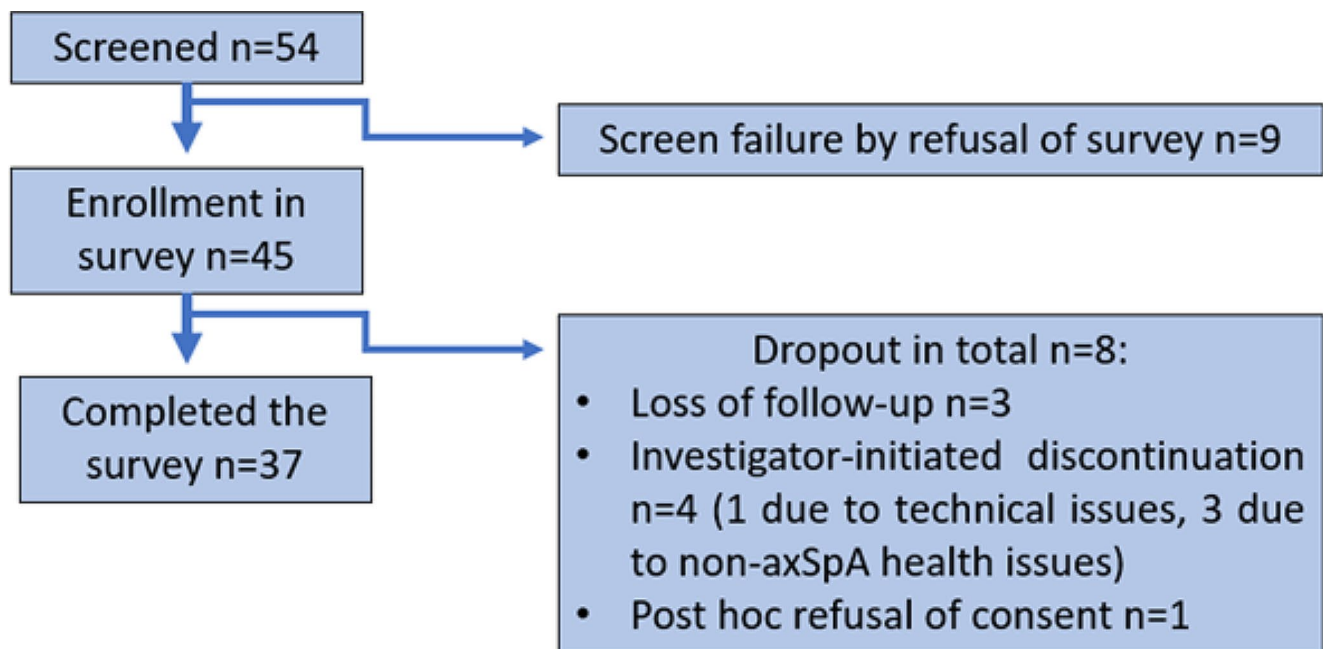 Screened n=54
Screen failure by refusal of survey n=9
Enrollment in
survey n=45
Dropout in total n=8:
• Loss of follow-up n=3
• Investigator-initiated discontinuation
n=4 (1 due to technical issues, 3 due
to non-axSpA health issues)
• Post hoc refusal of consent n=1
Completed the
survey n=37